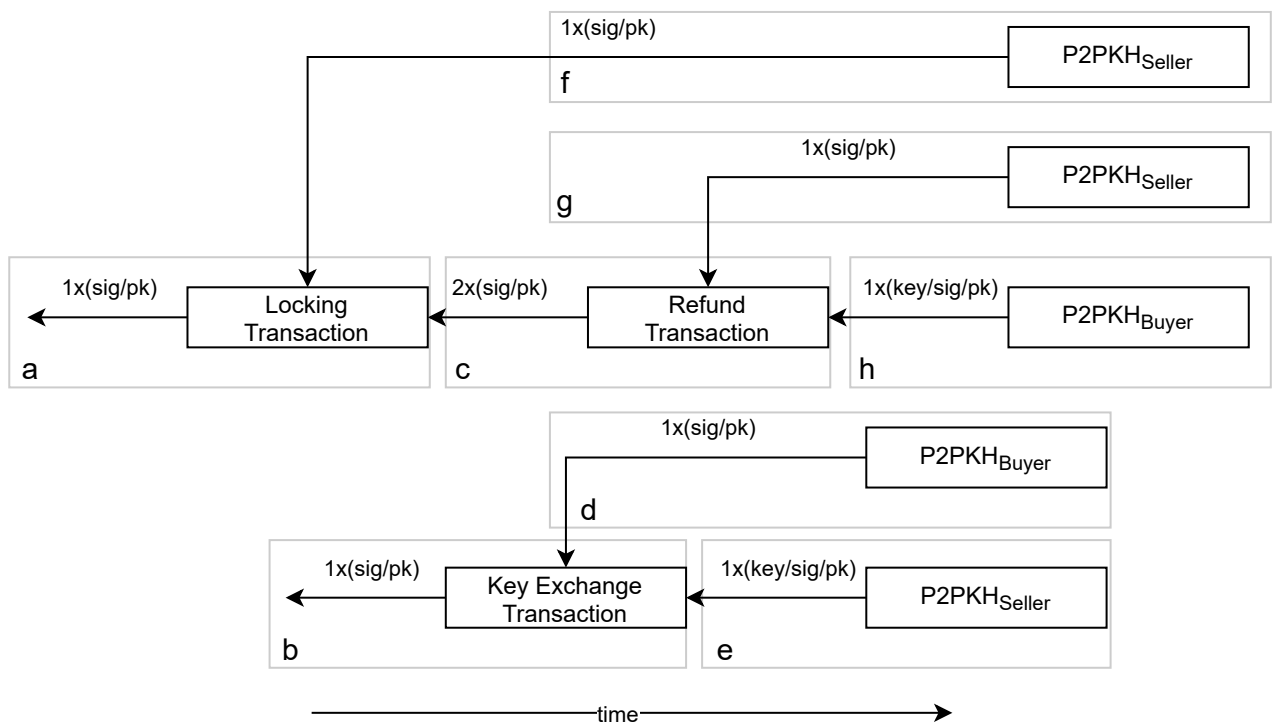 1x(sig/pk)
P2PKHSeller
f
1x(sig/pk)
P2PKHSeller
g
1x(sig/pk)
Locking
Transaction
a
2x(sig/pk)
Refund
Transaction
c
1x(key/sig/pk)
P2PKHBuyer
h
1x(sig/pk)
P2PKHBuyer
d
1x(sig/pk)
Key Exchange
Transaction
b
1x(key/sig/pk)
P2PKHSeller
e
time